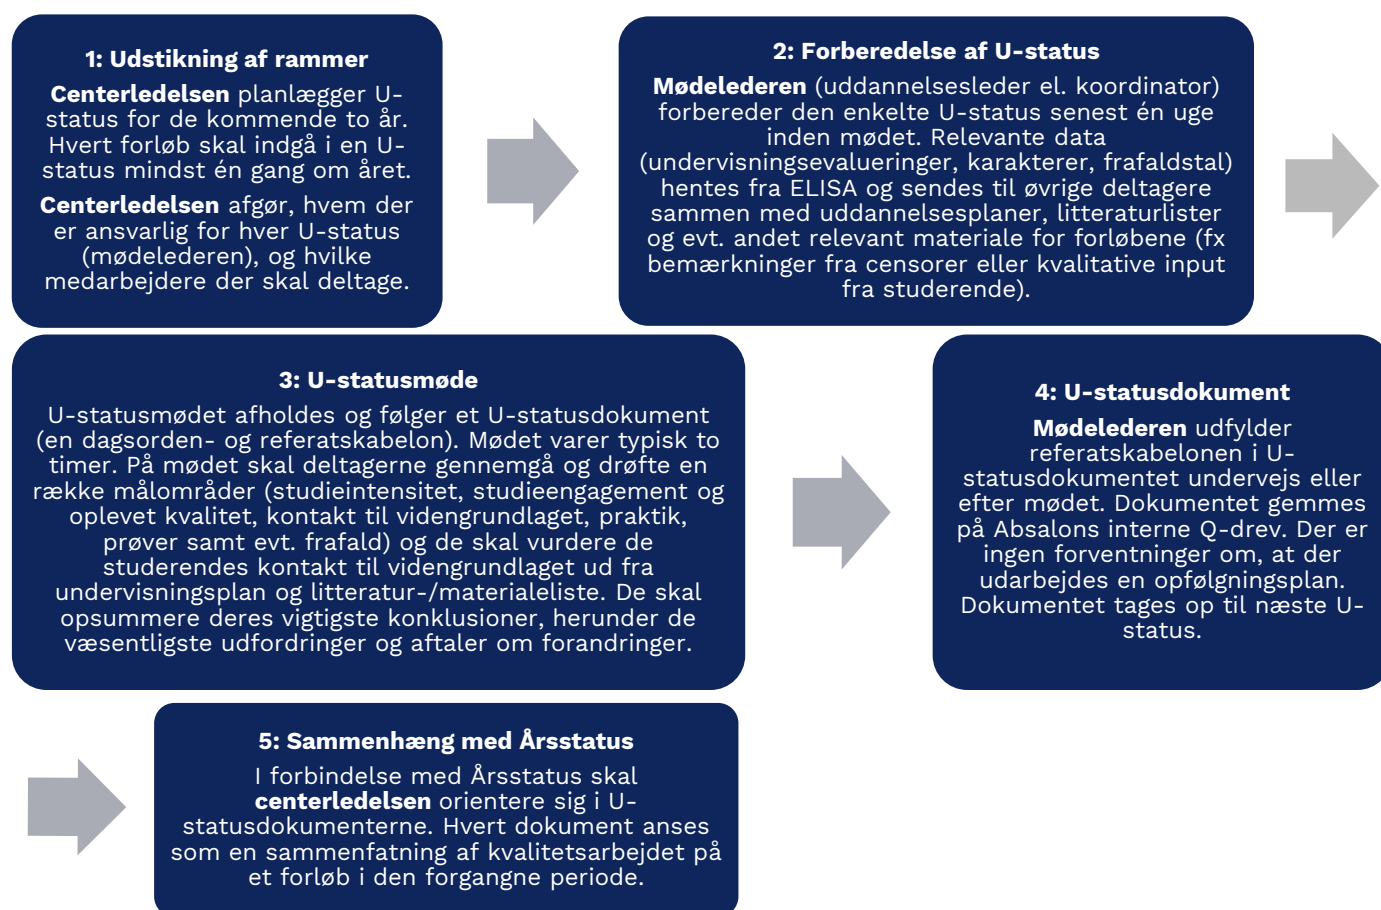 1: Udstikning af rammer
Centerledelsen planlægger U-
status for de kommende to år.
Hvert forløb skal indgå i en U-
status mindst én gang om året.
Centerledelsen afgør, hvem der
er ansvarlig for hver U-status
(mødelederen), og hvilke
medarbejdere der skal deltage.
2: Forberedelse af U-status
Mødelederen (uddannelsesleder el. koordinator)
forbereder den enkelte U-status senest én uge
inden mødet. Relevante data
(undervisningsevalueringer, karakterer, frafaldstal)
hentes fra ELISA og sendes til øvrige deltagere
sammen med uddannelsesplaner, litteraturlister
og evt. andet relevant materiale for forløbene (fx
bemærkninger fra censorer eller kvalitative input
fra studerende).
3: U-statusmøde
U-statusmødet afholdes og følger et U-statusdokument
(en dagsorden- og referatskabelon). Mødet varer typisk to
timer. På mødet skal deltagerne gennemgå og drøfte en
række målområder (studieintensitet, studieengagement og
oplevet kvalitet, kontakt til videngrundlaget, praktik,
prøver samt evt. frafald) og de skal vurdere de
studerendes kontakt til videngrundlaget ud fra
undervisningsplan og litteratur-/materialeliste. De skal
opsummere deres vigtigste konklusioner, herunder de
væsentligste udfordringer og aftaler om forandringer.
4: U-statusdokument
Mødelederen udfylder
referatskabelonen i U-
statusdokumentet undervejs eller
efter mødet. Dokumentet gemmes
på Absalons interne Q-drev. Der er
ingen forventninger om, at der
udarbejdes en opfølgningsplan.
Dokumentet tages op til næste U-
status.
5: Sammenhæng med Årsstatus
I forbindelse med Årsstatus skal
centerledelsen orientere sig i U-
statusdokumenterne. Hvert dokument anses
som en sammenfatning af kvalitetsarbejdet på
et forløb i den forgangne periode.